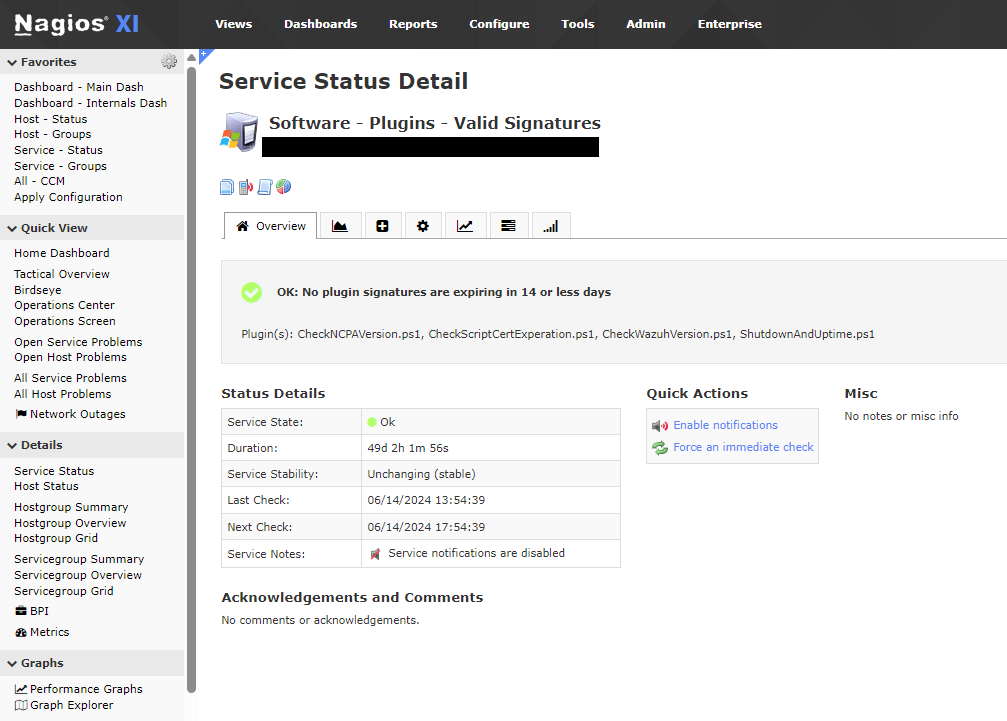 Nagios® XI
Views Dashboards Reports Configure Tools Admin Enterprise
Favorites
Dashboard - Main Dash
Dashboard - Internals Dash
Host - Status
Host - Groups
Service - Status
Service - Groups
All - CCM
Apply Configuration
Quick View
Home Dashboard
Tactical Overview
Birdseye
Operations Center
Operations Screen
Open Service Problems
Open Host Problems
All Service Problems
All Host Problems
Network Outages
Details
Service Status
Host Status
Hostgroup Summary
Hostgroup Overview
Hostgroup Grid
Servicegroup Summary
Servicegroup Overview
Servicegroup Grid
BPI
Metrics
Graphs
Performance Graphs
Graph Explorer
Service Status Detail
Software - Plugins - Valid Signatures
Overview
OK: No plugin signatures are expiring in 14 or less days
Plugin(s): CheckNCPAVersion.ps1, CheckScriptCertExperation.ps1, CheckWazuhVersion.ps1, ShutdownAndUptime.ps1
Status Details
Service State: Ok
Duration: 49d 2h 1m 56s
Service Stability: Unchanging (stable)
Last Check: 06/14/2024 13:54:39
Next Check: 06/14/2024 17:54:39
Service Notes: Service notifications are disabled
Quick Actions
Enable notifications
Force an immediate check
Misc
No notes or misc info
Acknowledgements and Comments
No comments or acknowledgements.